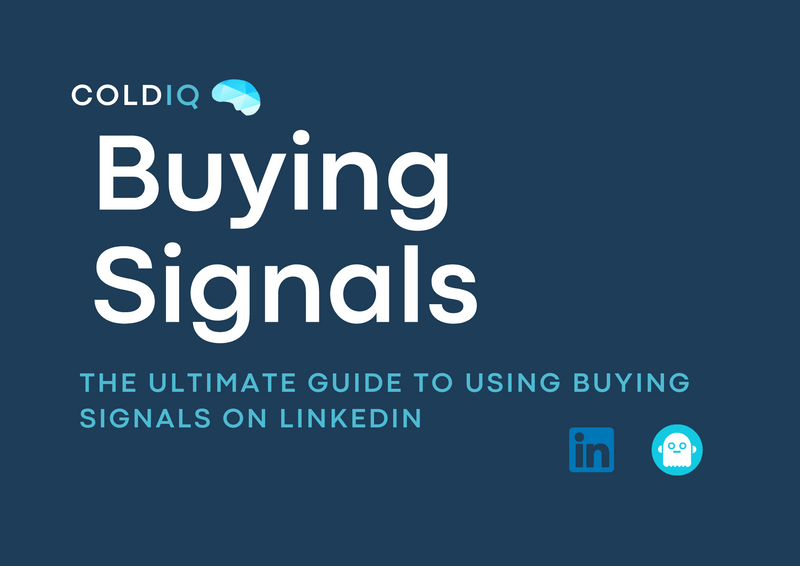 COLDIQ
Buying
Signals
THE ULTIMATE GUIDE TO USING BUYING
SIGNALS ON LINKEDIN
in